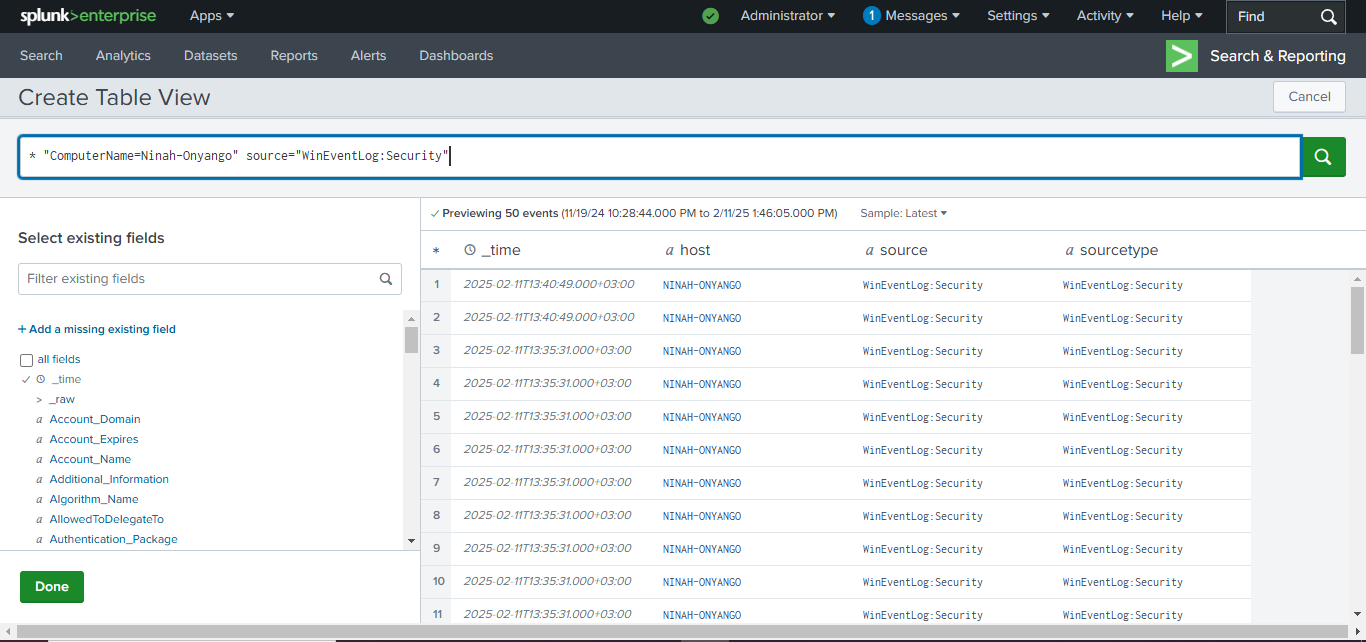 splunk>enterprise Apps Administrator 1 Messages Settings Activity Help Find
Search Analytics Datasets Reports Alerts Dashboards > Search & Reporting
Create Table View Cancel
* "ComputerName=Ninah-Onyango" source="WinEventLog:Security"
Select existing fields
Filter existing fields
+ Add a missing existing field
all fields
_time
> _raw
a Account_Domain
a Account_Expires
a Account_Name
a Additional_Information
a Algorithm_Name
a AllowedToDelegateTo
a Authentication_Package
Done
✓ Previewing 50 events (11/19/24 10:28:44.000 PM to 2/11/25 1:46:05.000 PM) Sample: Latest
* _time a host a source a sourcetype
1 2025-02-11T13:40:49.000+03:00 NINAH-ONYANGO WinEventLog:Security WinEventLog:Security
2 2025-02-11T13:40:49.000+03:00 NINAH-ONYANGO WinEventLog:Security WinEventLog:Security
3 2025-02-11T13:35:31.000+03:00 NINAH-ONYANGO WinEventLog:Security WinEventLog:Security
4 2025-02-11T13:35:31.000+03:00 NINAH-ONYANGO WinEventLog:Security WinEventLog:Security
5 2025-02-11T13:35:31.000+03:00 NINAH-ONYANGO WinEventLog:Security WinEventLog:Security
6 2025-02-11T13:35:31.000+03:00 NINAH-ONYANGO WinEventLog:Security WinEventLog:Security
7 2025-02-11T13:35:31.000+03:00 NINAH-ONYANGO WinEventLog:Security WinEventLog:Security
8 2025-02-11T13:35:31.000+03:00 NINAH-ONYANGO WinEventLog:Security WinEventLog:Security
9 2025-02-11T13:35:31.000+03:00 NINAH-ONYANGO WinEventLog:Security WinEventLog:Security
10 2025-02-11T13:35:31.000+03:00 NINAH-ONYANGO WinEventLog:Security WinEventLog:Security
11 2025-02-11T13:35:31.000+03:00 NINAH-ONYANGO WinEventLog:Security WinEventLog:Security